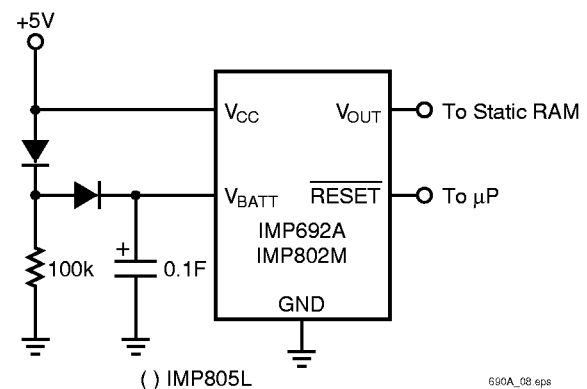 +5V
VCC
VOUT
To Static RAM
VBATT
RESET
To μP
IMP692A
IMP802M
100k
+
0.1F
GND
( ) IMP805L
690A_08.eps